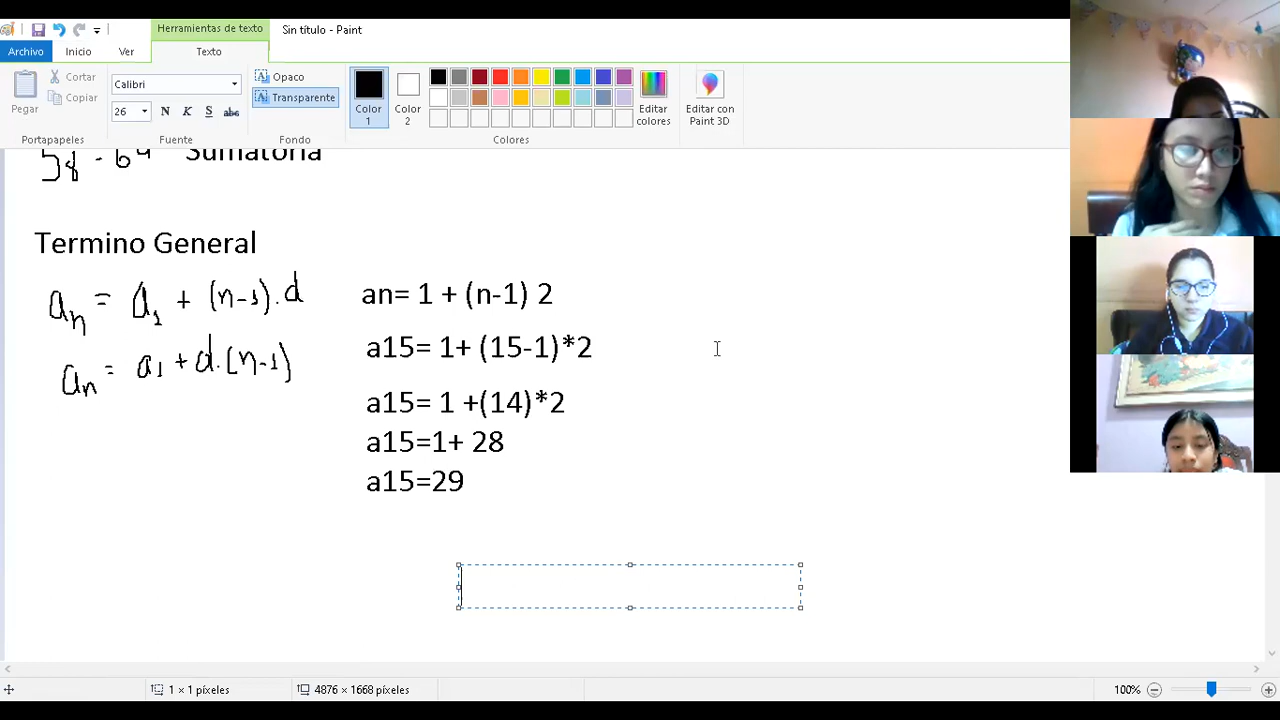 Herramientas de texto Sin título - Paint
Archivo Inicio Ver Texto
Pegar Cortar Copiar
Calibri
26 N K S abc
Opaco
Transparente
Color 1 Color 2
Editar colores
Editar con Paint 3D
Portapapeles Fuente Fondo Colores
58 - 64 Sumatoria
Termino General
an = a1 + (n-1).d
an = a1 + d.(n-1)
an= 1 + (n-1) 2
a15= 1+ (15-1)*2
a15= 1 +(14)*2
a15=1+ 28
a15=29
1 × 1 píxeles 4876 × 1668 píxeles 100%